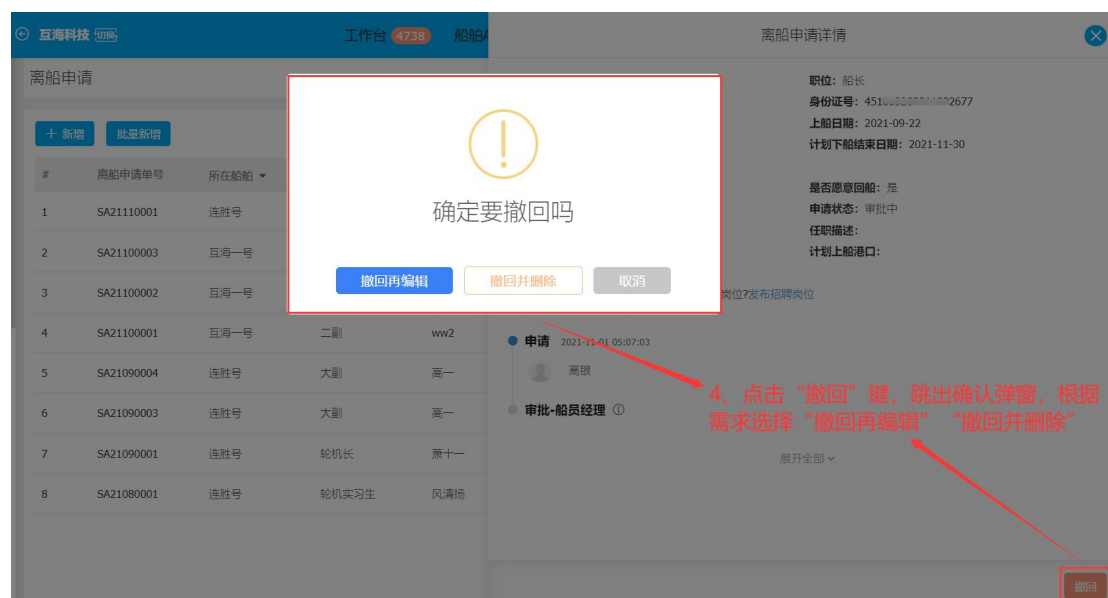 互海科技 切换
工作台 4738 船舶A
离船申请详情
离船申请
职位：船长
身份证号：451
2677
上船日期：2021-09-22
计划下船结束日期：2021-11-30
十 新增 批量新增
# 离船申请单号 所在船舶
是否愿意回船：是
申请状态：审批中
任职描述：
计划上船港口：
确定要撤回吗
撤回再编辑 撤回并删除 取消
岗位?发布招聘岗位
1 SA21110001 连胜号
2 SA21100003 互海一号
3 SA21100002 互海一号
4 SA21100001 互海一号 二副 ww2
5 SA21090004 连胜号 大副 高一
6 SA21090003 连胜号 大副 高一
7 SA21090001 连胜号 轮机长 萧十一
8 SA21080001 连胜号 轮机实习生 风清扬
申请 2021-11-01 05:07:03
高银
审批-船员经理
4、点击“撤回”键，跳出确认弹窗，根据
需求选择“撤回再编辑”“撤回并删除”
展开全部
撤回